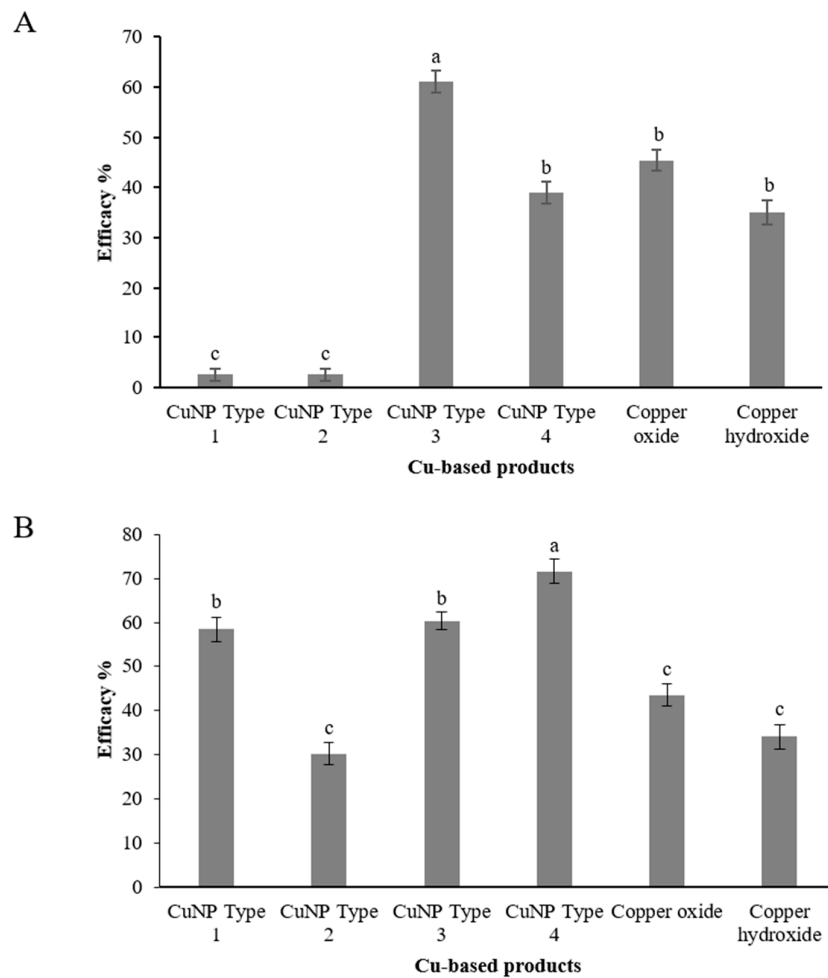 A
70
60
50
40
30
20
10
0
Efficacy %
c
c
a
b
b
b
CuNP Type
1
CuNP Type
2
CuNP Type
3
CuNP Type
4
Copper
oxide
Copper
hydroxide
Cu-based products
B
80
70
60
50
40
30
20
10
0
Efficacy %
b
c
b
a
c
c
CuNP Type
1
CuNP Type
2
CuNP Type
3
CuNP Type
4
Copper oxide
Copper
hydroxide
Cu-based products